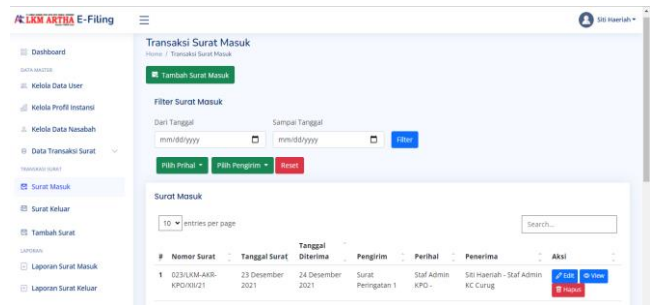 LKM ARTHA E-Filing
Siti Haeriah
Dashboard
DATA MASTER
Kelola Data User
Kelola Profil Instansi
Kelola Data Nasabah
Data Transaksi Surat
TRANSAKSI SURAT
Surat Masuk
Surat Keluar
Tambah Surat
LAPORAN
Laporan Surat Masuk
Laporan Surat Keluar
Transaksi Surat Masuk
Home / Transaksi Surat Masuk
Tambah Surat Masuk
Filter Surat Masuk
Dari Tanggal Sampai Tanggal
mm/dd/yyyy mm/dd/yyyy Filter
Pilih Prihal Pilih Pengirim Reset
Surat Masuk
10 entries per page Search...
# Nomor Surat Tanggal Surat Tanggal Diterima Pengirim Perihal Penerima Aksi
1 023/LKM-AKR- 23 Desember 24 Desember Surat Staf Admin Siti Haeriah - Staf Admin Edit View
KPO/XII/21 2021 2021 Peringatan 1 KPO - KC Curug Hapus